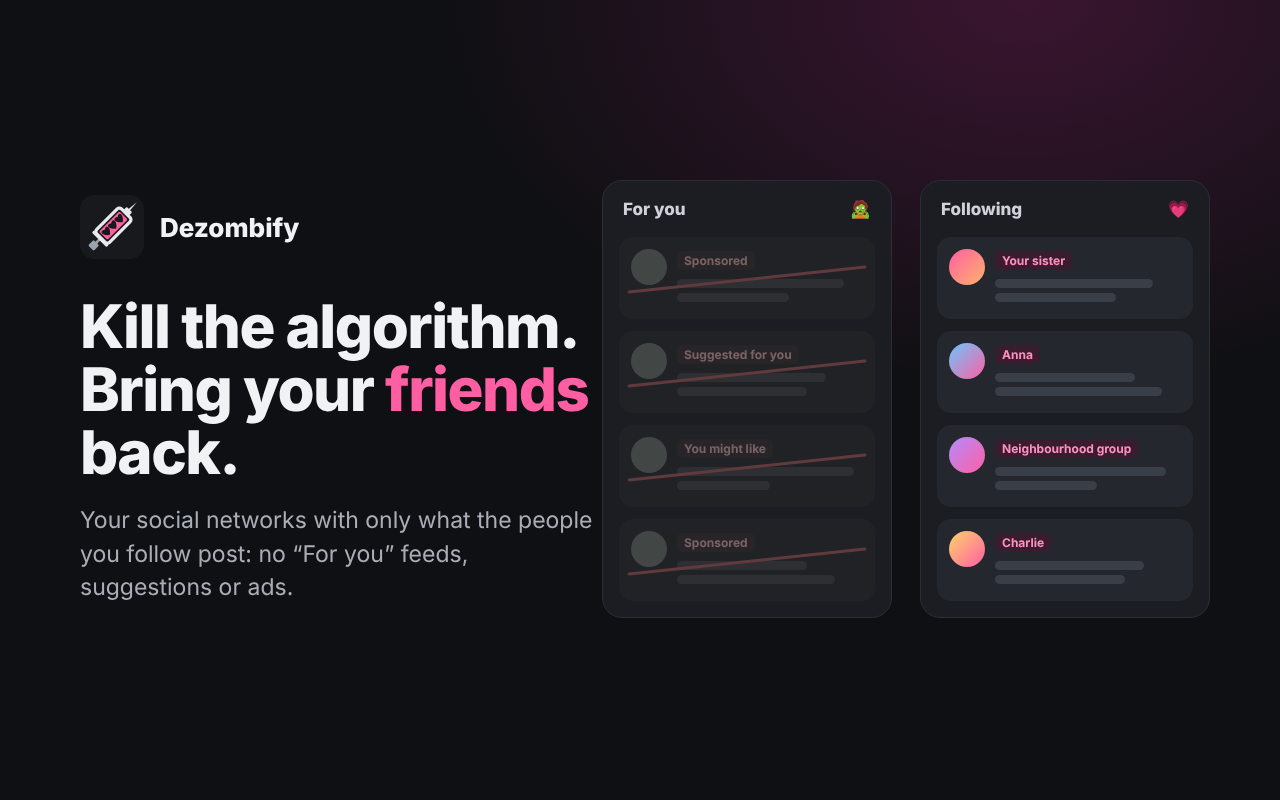 Dezombify
Kill the algorithm.
Bring your friends
back.
Your social networks with only what the people
you follow post: no “For you” feeds,
suggestions or ads.
For you
Sponsored
Suggested for you
You might like
Sponsored
Following
Your sister
Anna
Neighbourhood group
Charlie